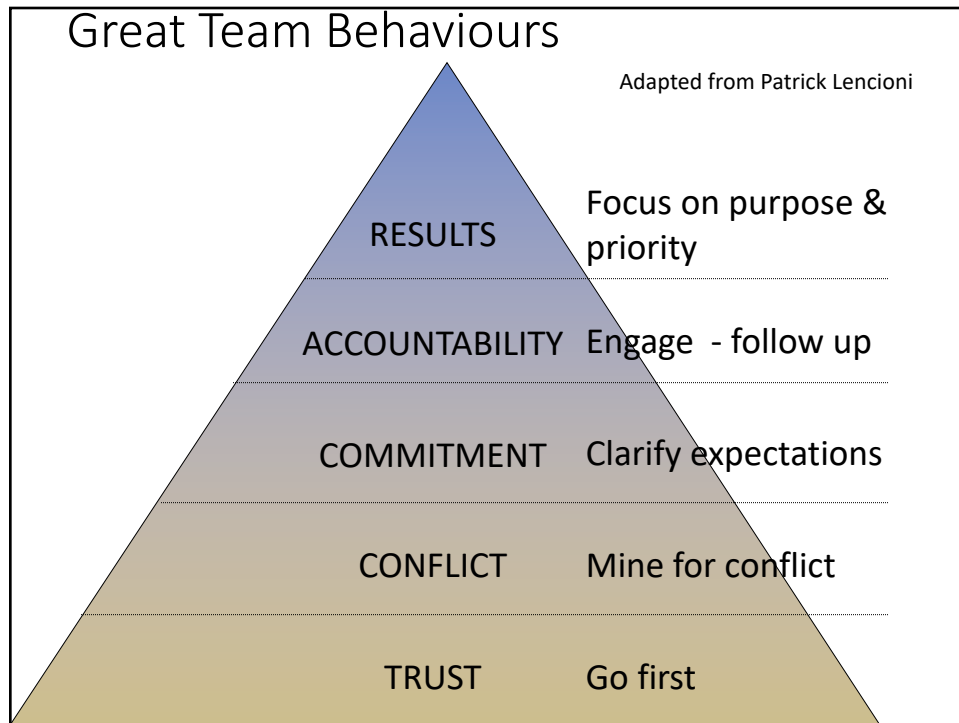 Great Team Behaviours
Adapted from Patrick Lencioni
RESULTS
Focus on purpose &
priority
ACCOUNTABILITY
Engage - follow up
COMMITMENT
Clarify expectations
CONFLICT
Mine for conflict
TRUST
Go first